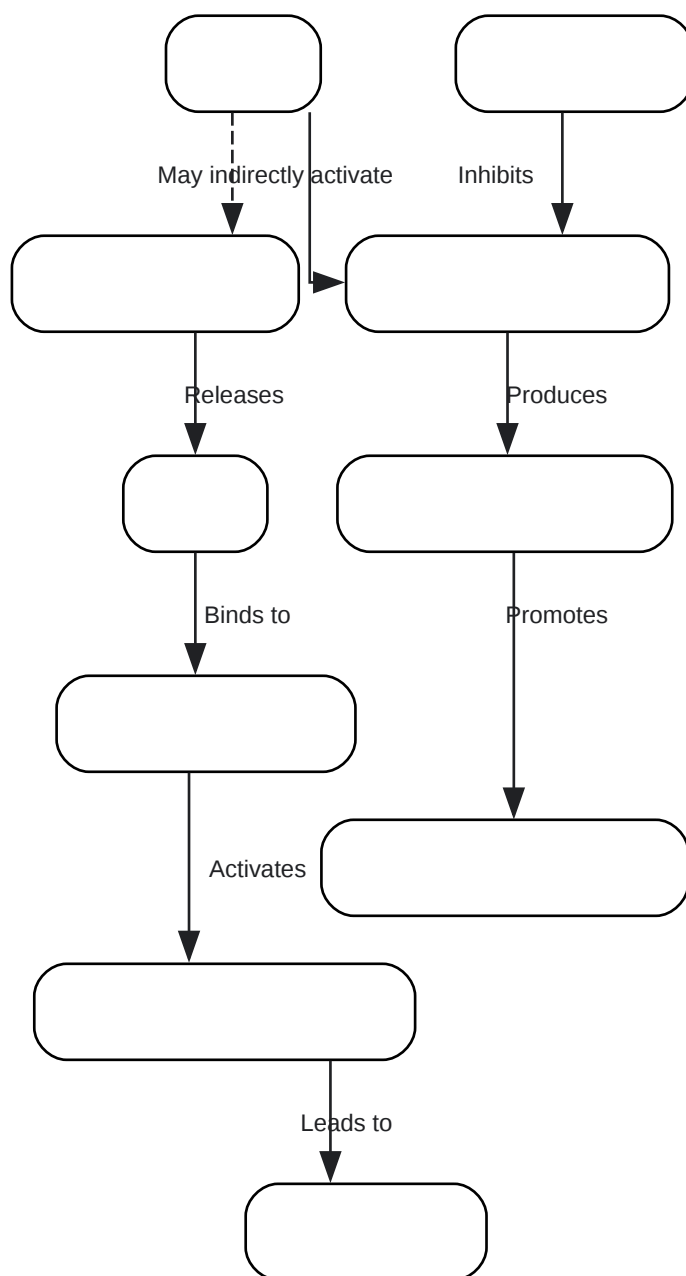 May indirectly activate
Inhibits
Releases
Produces
Binds to
Promotes
Activates
Leads to